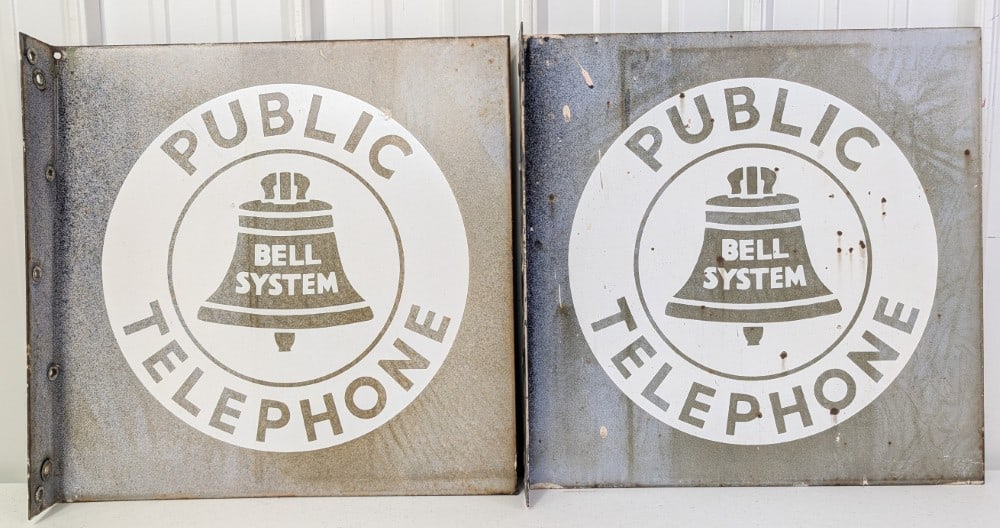 PUBLIC
BELL
SYSTEM
TELEPHONE
PUBLIC
BELL
SYSTEM
TELEPHONE